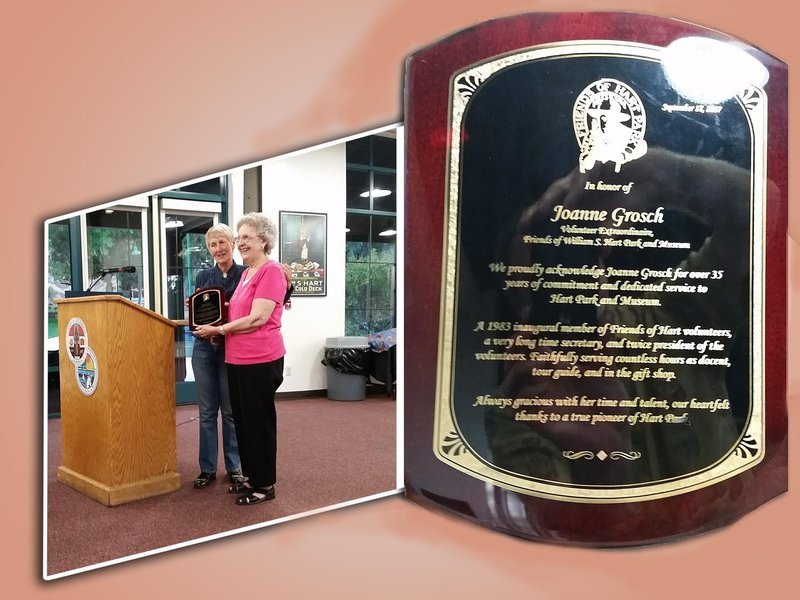 FRIENDS OF HART PARK
In honor of
Joanne Grosch
Volunteer Extraordinaire,
Friends of William S. Hart Park and Museum
We proudly acknowledge Joanne Grosch for over 35
years of commitment and dedicated service to
Hart Park and Museum.
A 1983 inaugural member of Friends of Hart volunteers,
a very long time secretary, and twice president of the
volunteers. Faithfully serving countless hours as docent,
tour guide, and in the gift shop.
Always gracious with her time and talent, our heartfelt
thanks to a true pioneer of Hart Park.
S HART
COLD DECK